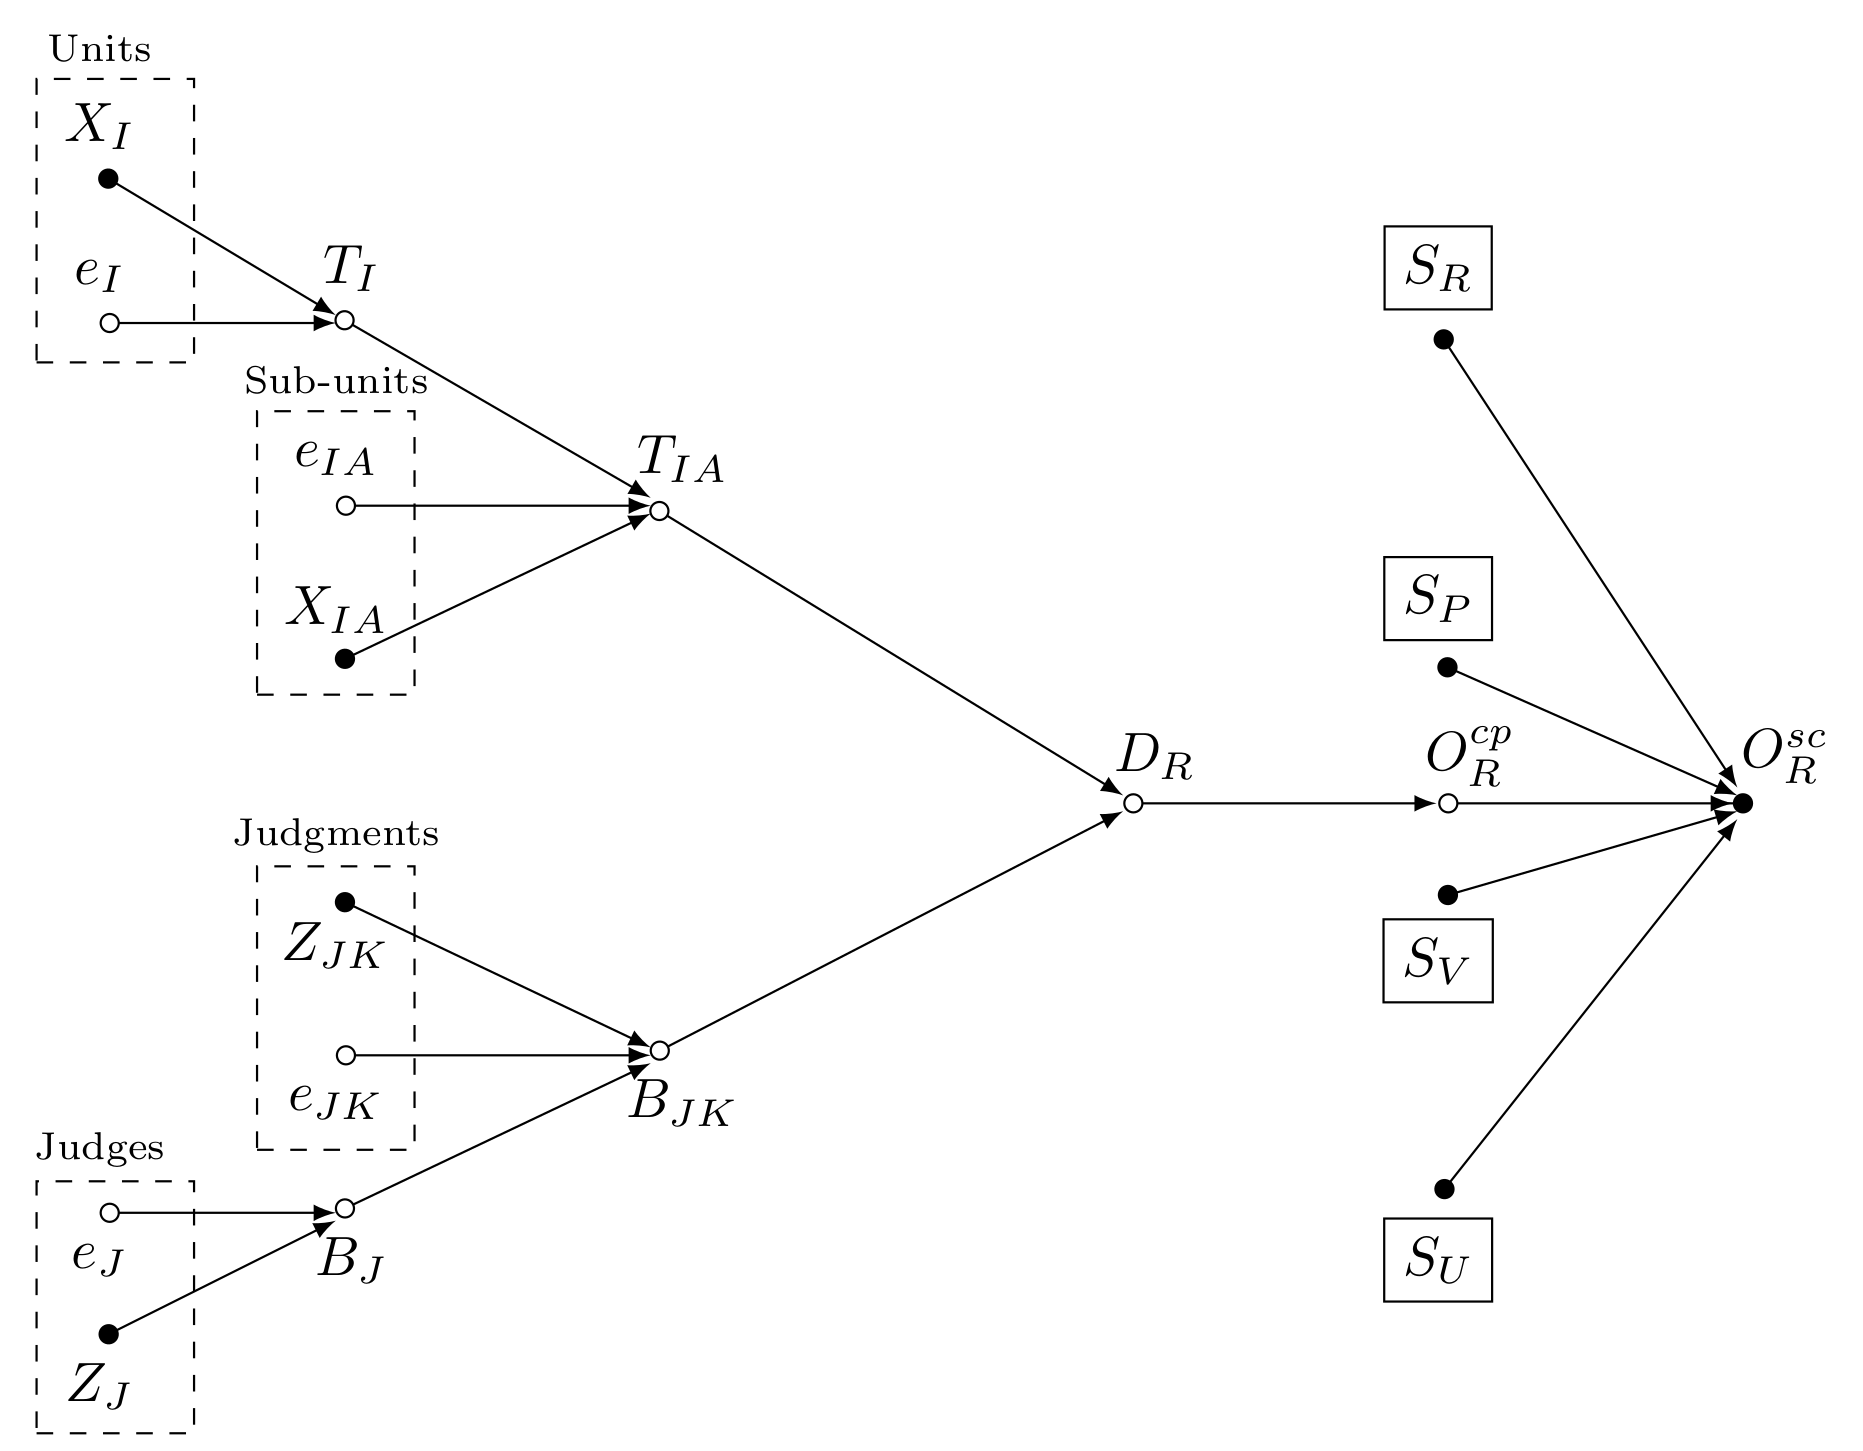 Units
X_I
e_I
T_I
Sub-units
e_{IA}
T_{IA}
X_{IA}
S_R
S_P
D_R
O_R^{cp}
O_R^{sc}
Judgments
Z_{JK}
S_V
e_{JK}
B_{JK}
Judges
e_J
B_J
S_U
Z_J